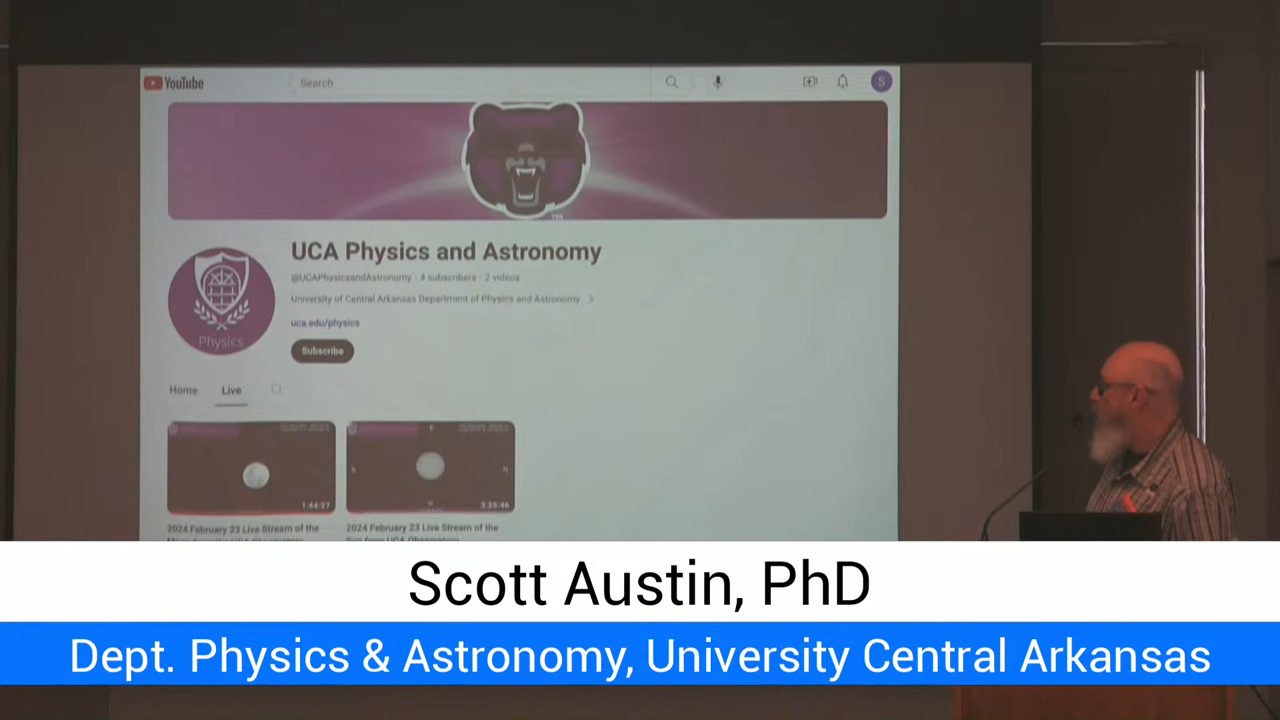 YouTube
Search
S
UCA Physics and Astronomy
@UCAPhysicsandAstronomy · 4 subscribers · 2 videos
University of Central Arkansas Department of Physics and Astronomy >
uca.edu/physics
Physics
Subscribe
Home Live
1:44:37
3:25:46
2024 February 23 Live Stream of the
2024 February 23 Live Stream of the
Scott Austin, PhD
Dept. Physics & Astronomy, University Central Arkansas